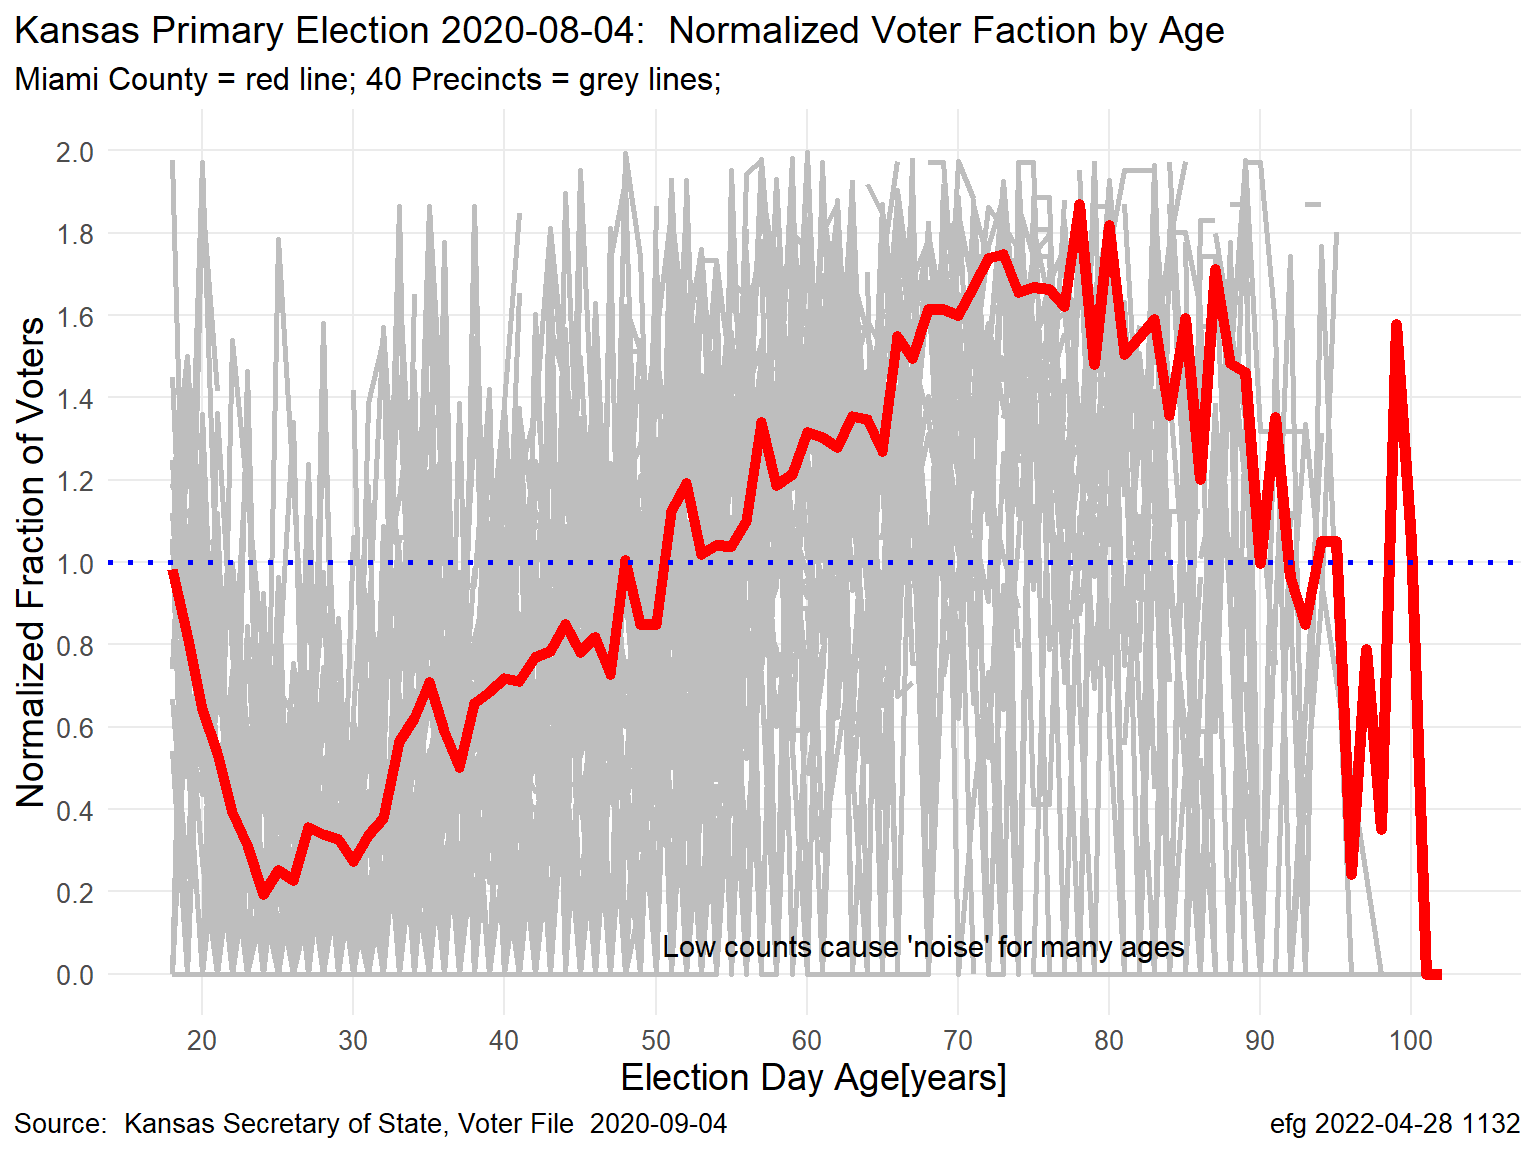 Kansas Primary Election 2020-08-04:  Normalized Voter Faction by Age
Miami County = red line; 40 Precincts = grey lines;
Normalized Fraction of Voters
2.0
1.8
1.6
1.4
1.2
1.0
0.8
0.6
0.4
0.2
0.0
Low counts cause 'noise' for many ages
20 30 40 50 60 70 80 90 100
Election Day Age[years]
Source:  Kansas Secretary of State, Voter File  2020-09-04
efg 2022-04-28 1132